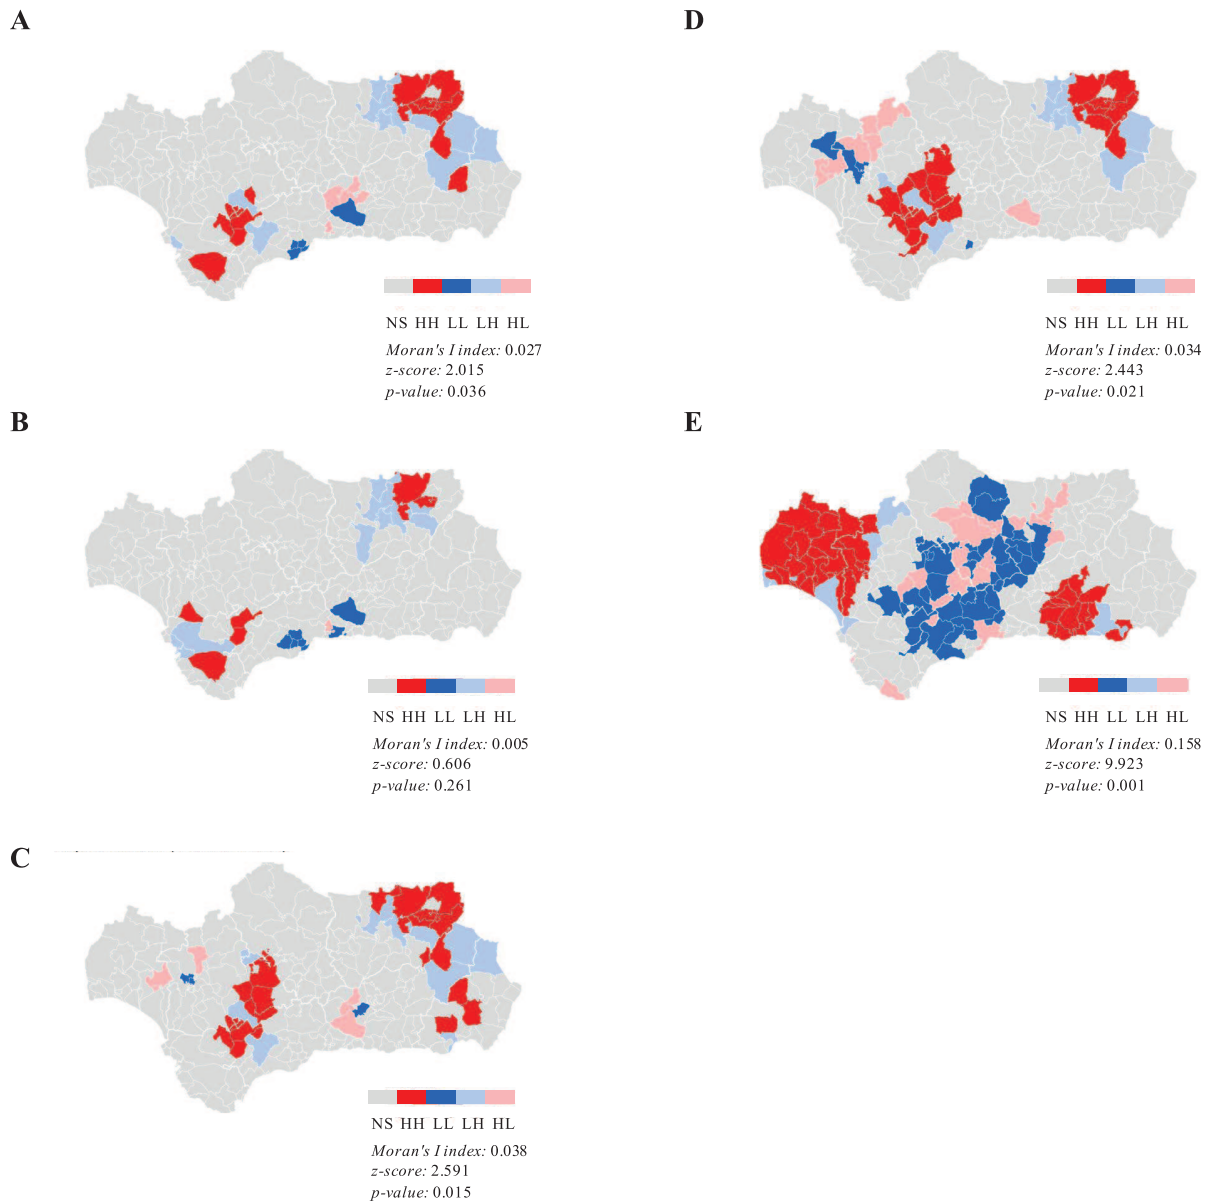 A
NS HH LL LH HL
Moran's I index: 0.027
z-score: 2.015
p-value: 0.036
D
NS HH LL LH HL
Moran's I index: 0.034
z-score: 2.443
p-value: 0.021
B
NS HH LL LH HL
Moran's I index: 0.005
z-score: 0.606
p-value: 0.261
E
NS HH LL LH HL
Moran's I index: 0.158
z-score: 9.923
p-value: 0.001
C
NS HH LL LH HL
Moran's I index: 0.038
z-score: 2.591
p-value: 0.015